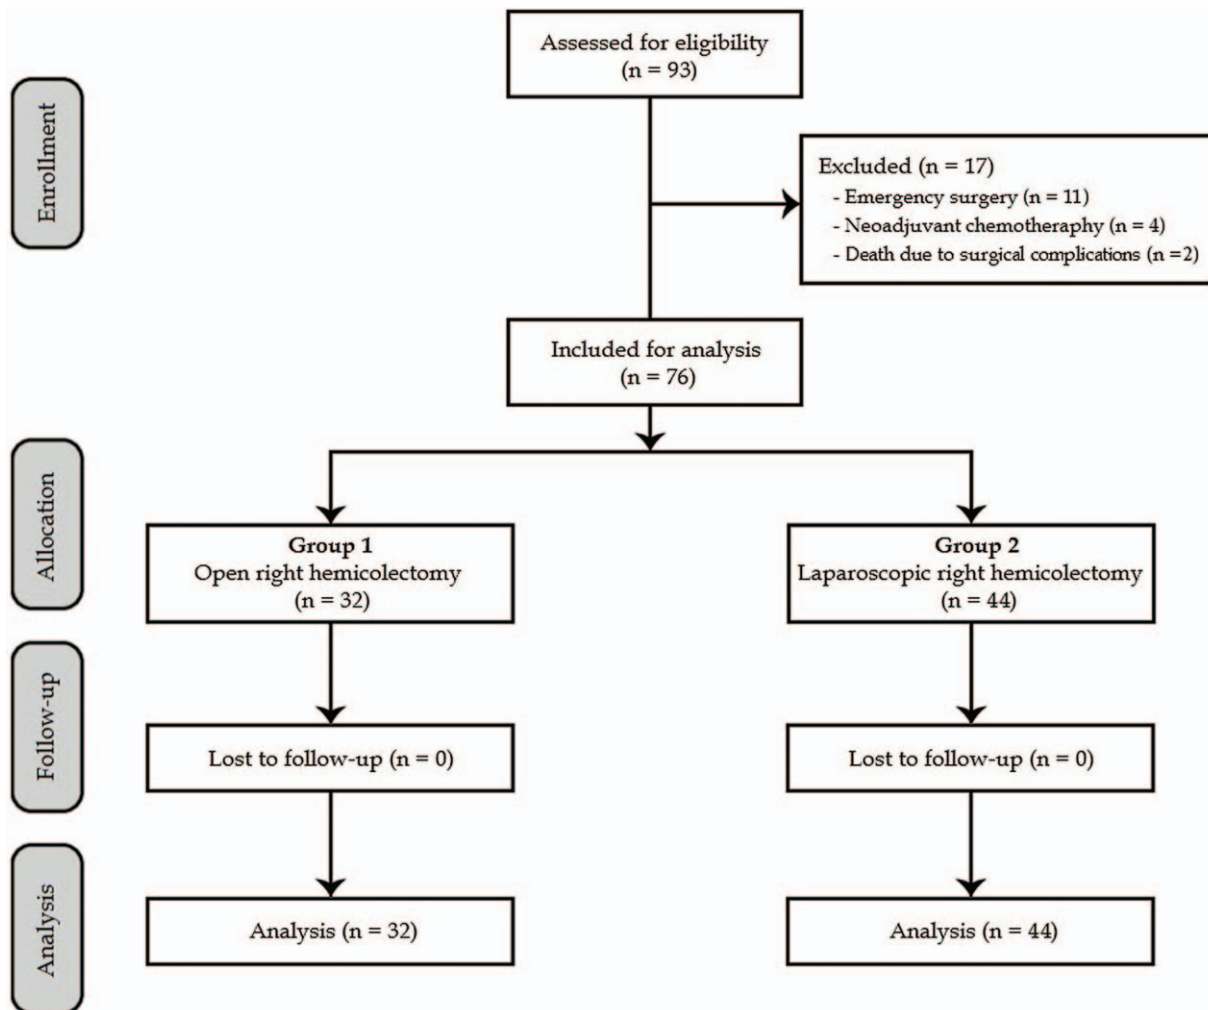 Enrollment
Assessed for eligibility
(n = 93)
Excluded (n = 17)
- Emergency surgery (n = 11)
- Neoadjuvant chemotheraphy (n = 4)
- Death due to surgical complications (n =2)
Included for analysis
(n = 76)
Allocation
Group 1
Open right hemicolectomy
(n = 32)
Group 2
Laparoscopic right hemicolectomy
(n = 44)
Follow-up
Lost to follow-up (n = 0)
Lost to follow-up (n = 0)
Analysis
Analysis (n = 32)
Analysis (n = 44)